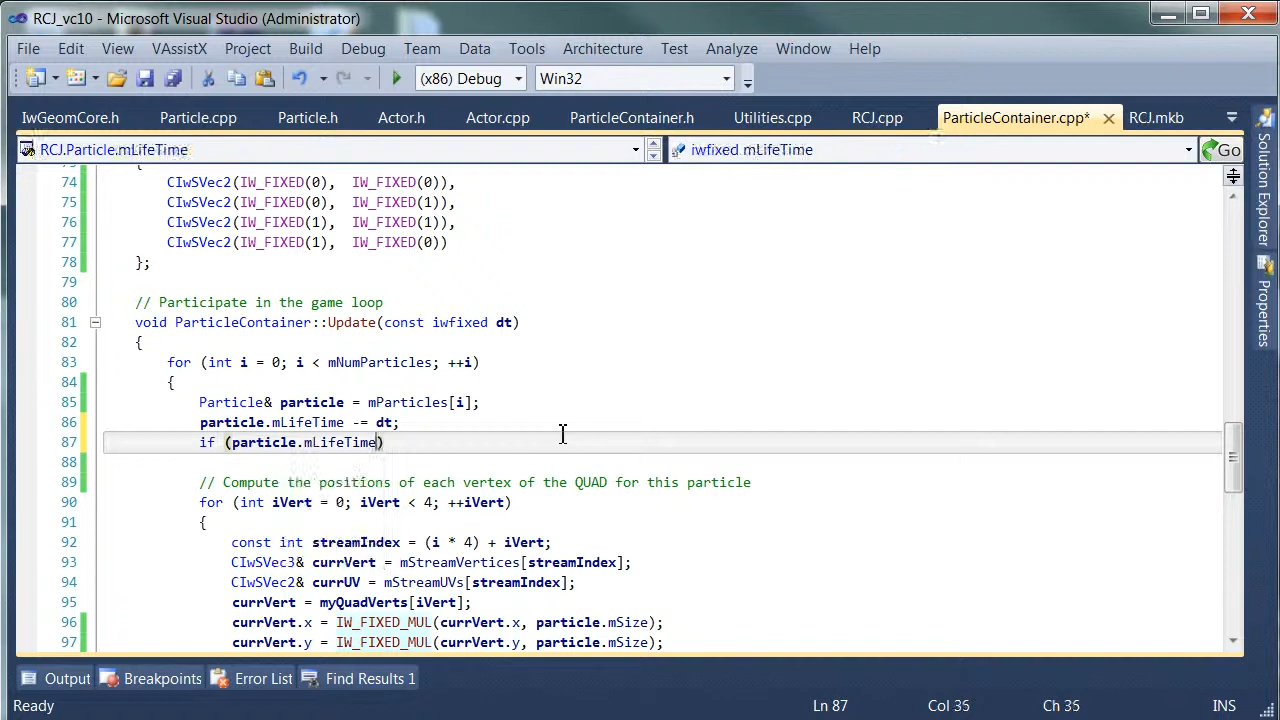 RCJ_vc10 - Microsoft Visual Studio (Administrator)
File Edit View VAssistX Project Build Debug Team Data Tools Architecture Test Analyze Window Help
(x86) Debug Win32
IwGeomCore.h Particle.cpp Particle.h Actor.h Actor.cpp ParticleContainer.h Utilities.cpp RCJ.cpp ParticleContainer.cpp* RCJ.mkb
RCJ.Particle.mLifeTime iwfixed mLifeTime Go
74 CIwSVec2(IW_FIXED(0), IW_FIXED(0)),
75 CIwSVec2(IW_FIXED(0), IW_FIXED(1)),
76 CIwSVec2(IW_FIXED(1), IW_FIXED(1)),
77 CIwSVec2(IW_FIXED(1), IW_FIXED(0))
78 };
79
80 // Participate in the game loop
81 void ParticleContainer::Update(const iwfixed dt)
82 {
83 for (int i = 0; i < mNumParticles; ++i)
84 {
85 Particle& particle = mParticles[i];
86 particle.mLifeTime -= dt;
87 if (particle.mLifeTime)
88
89 // Compute the positions of each vertex of the QUAD for this particle
90 for (int iVert = 0; iVert < 4; ++iVert)
91 {
92 const int streamIndex = (i * 4) + iVert;
93 CIwSVec3& currVert = mStreamVertices[streamIndex];
94 CIwSVec2& currUV = mStreamUVs[streamIndex];
95 currVert = myQuadVerts[iVert];
96 currVert.x = IW_FIXED_MUL(currVert.x, particle.mSize);
97 currVert.y = IW_FIXED_MUL(currVert.y, particle.mSize);
Solution Explorer
Properties
Output Breakpoints Error List Find Results 1
Ready Ln 87 Col 35 Ch 35 INS